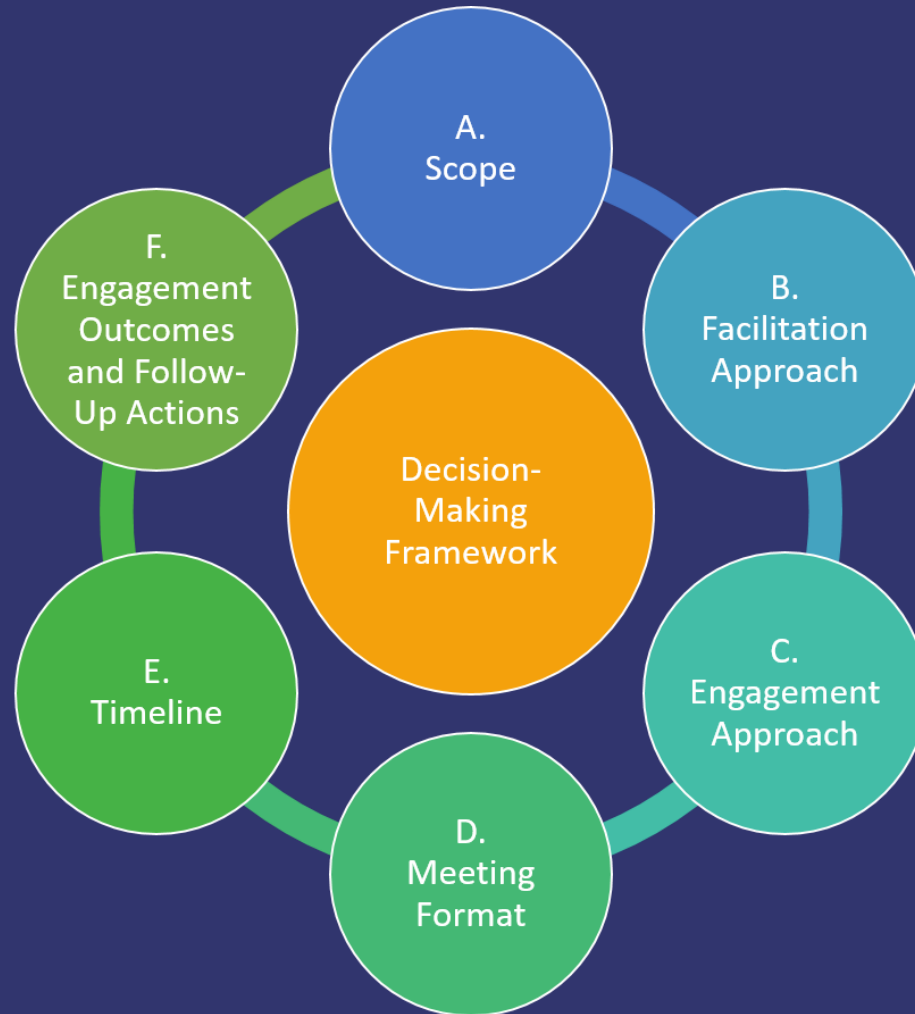 A.
Scope
B.
Facilitation
Approach
C.
Engagement
Approach
D.
Meeting
Format
E.
Timeline
F.
Engagement
Outcomes
and Follow-
Up Actions
Decision-
Making
Framework